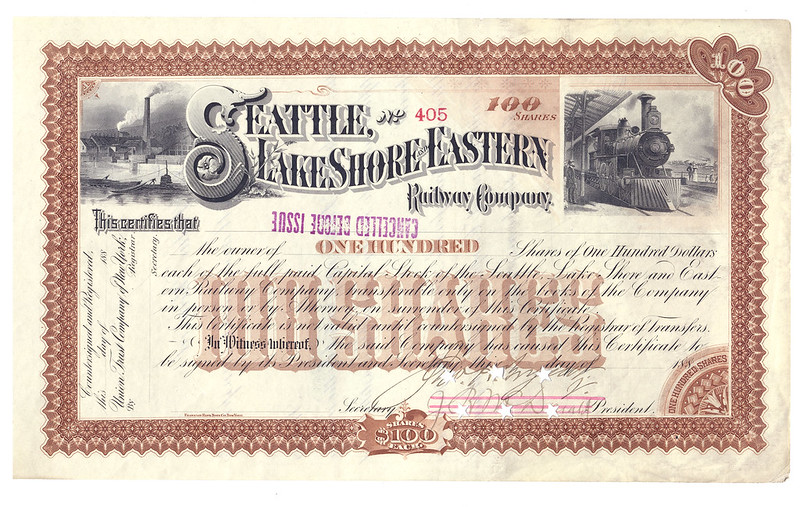 100
SEATTLE,
No 405
100
SHARES
LAKE SHORE AND EASTERN
Railway Company.
This certifies that
CANCELLED BEFORE ISSUE
the owner of ONE HUNDRED Shares of One Hundred Dollars
each of the full paid Capital Stock of the Seattle, Lake Shore and East-
ern Railway Company, transferable only on the books of the Company
in person or by Attorney on surrender of this Certificate.
This Certificate is not valid until countersigned by the Registrar of transfers.
In Witness whereof, the said Company has caused this Certificate to
be signed by its President and Secretary this day of 188
Secretary President.
Countersigned and Registered,
this day of 188
Union Trust Company of New York,
Registrar
By Secretary
ONE HUNDRED SHARES
SHARES
$100
EACH